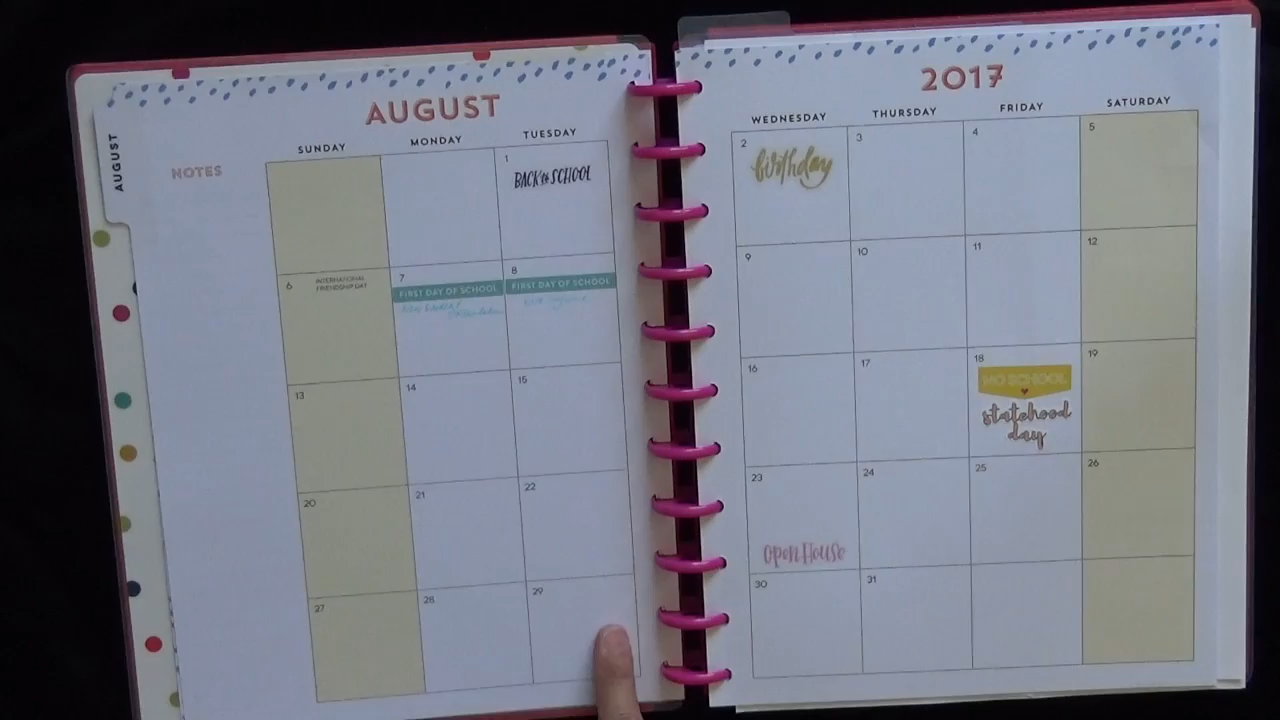 AUGUST
2017
AUGUST
NOTES
SUNDAY MONDAY TUESDAY
WEDNESDAY THURSDAY FRIDAY SATURDAY
1
BACK to SCHOOL
2
birthday
3
4
5
6
INTERNATIONAL
FRIENDSHIP DAY
7
FIRST DAY OF SCHOOL
8
FIRST DAY OF SCHOOL
9
10
11
12
13
14
15
16
17
18
NO SCHOOL
statehood
day
19
20
21
22
23
Open House
24
25
26
27
28
29
30
31